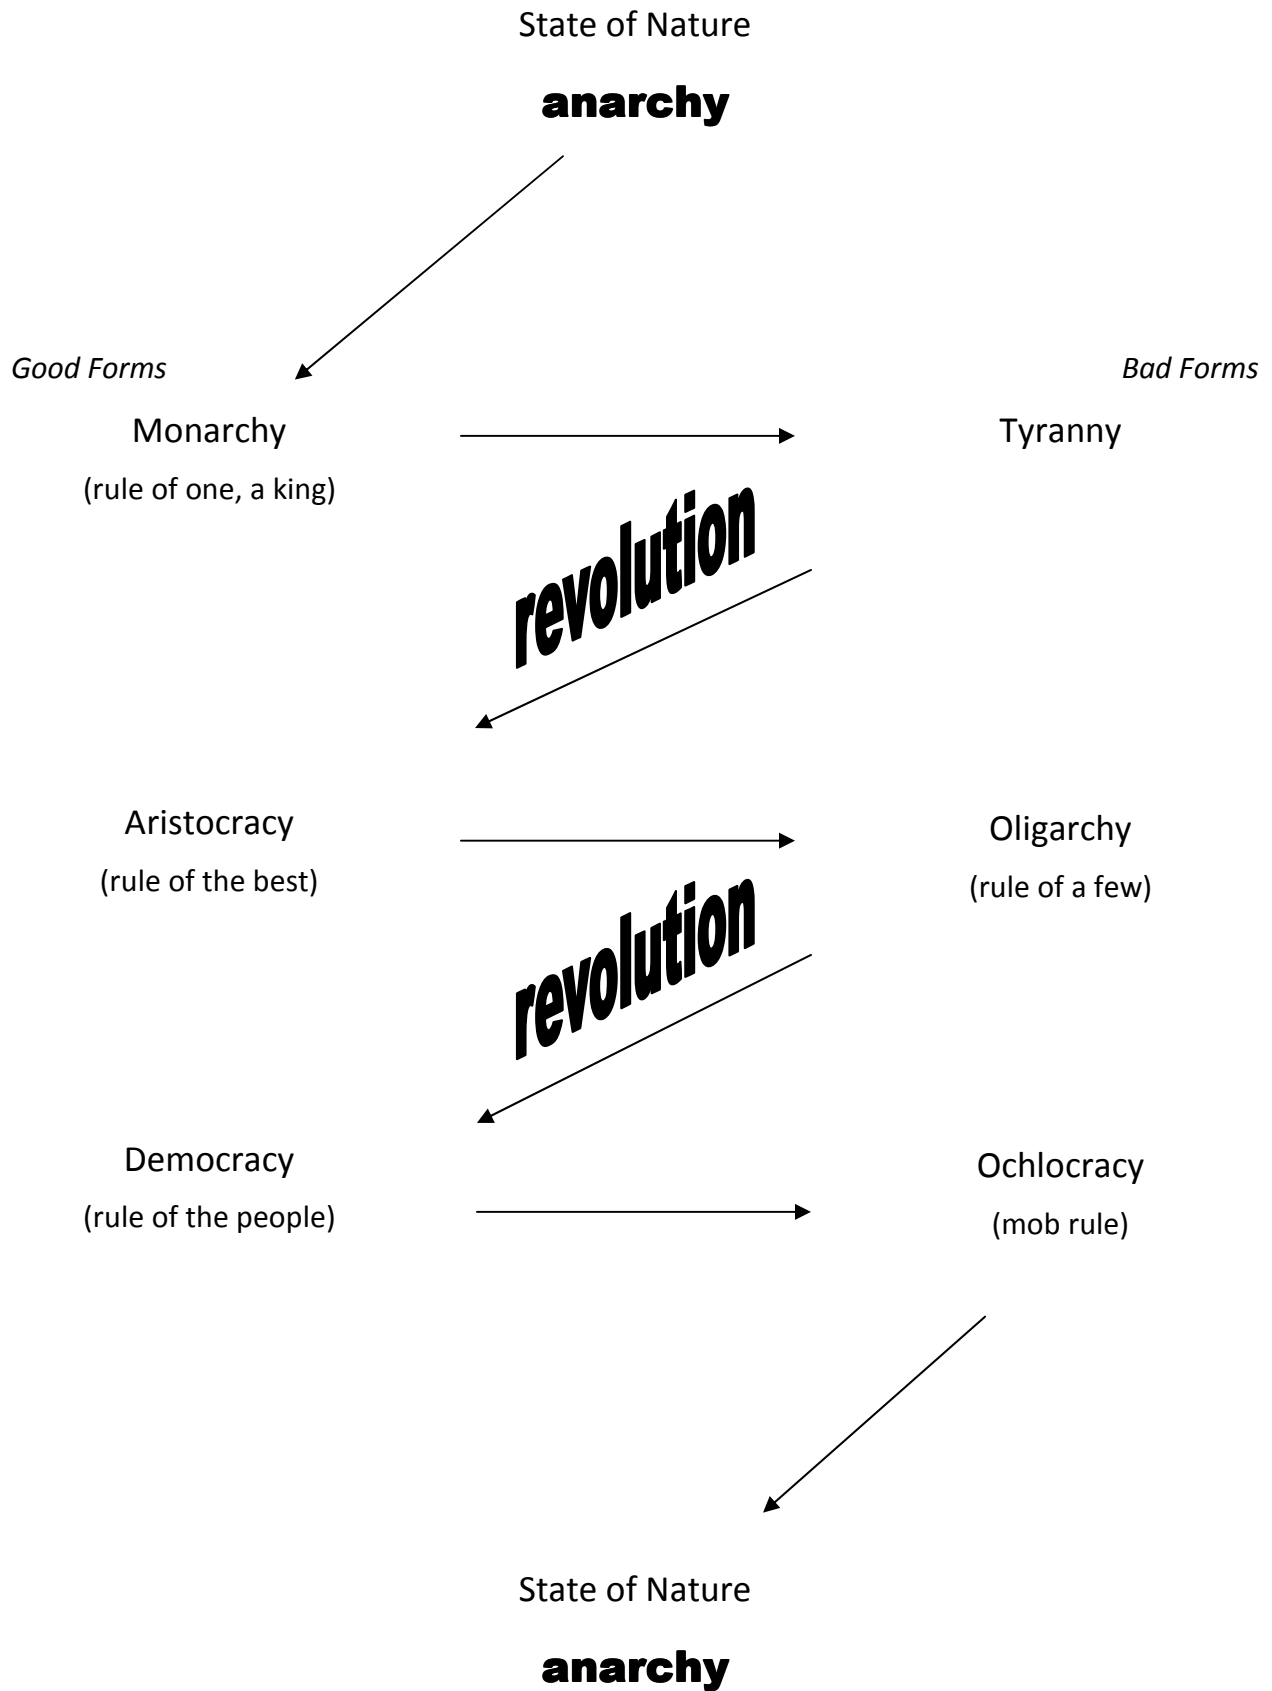 State of Nature
anarchy
Good Forms
Bad Forms
Monarchy
Tyranny
(rule of one, a king)
revolution
Aristocracy
Oligarchy
(rule of the best)
(rule of a few)
revolution
Democracy
Ochlocracy
(rule of the people)
(mob rule)
State of Nature
anarchy